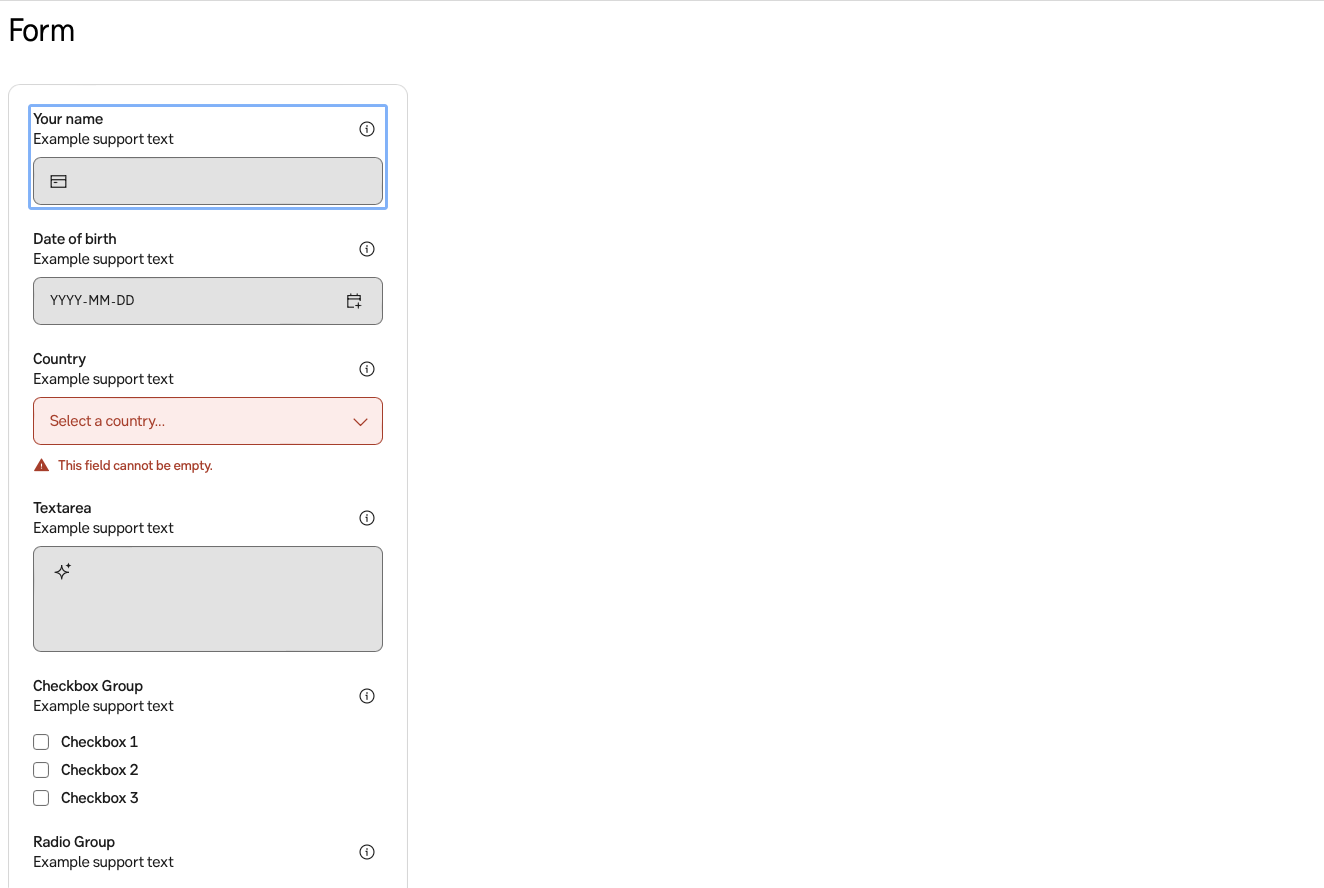 Form
Your name
Example support text
Date of birth
Example support text
YYYY-MM-DD
Country
Example support text
Select a country...
This field cannot be empty.
Textarea
Example support text
Checkbox Group
Example support text
Checkbox 1
Checkbox 2
Checkbox 3
Radio Group
Example support text